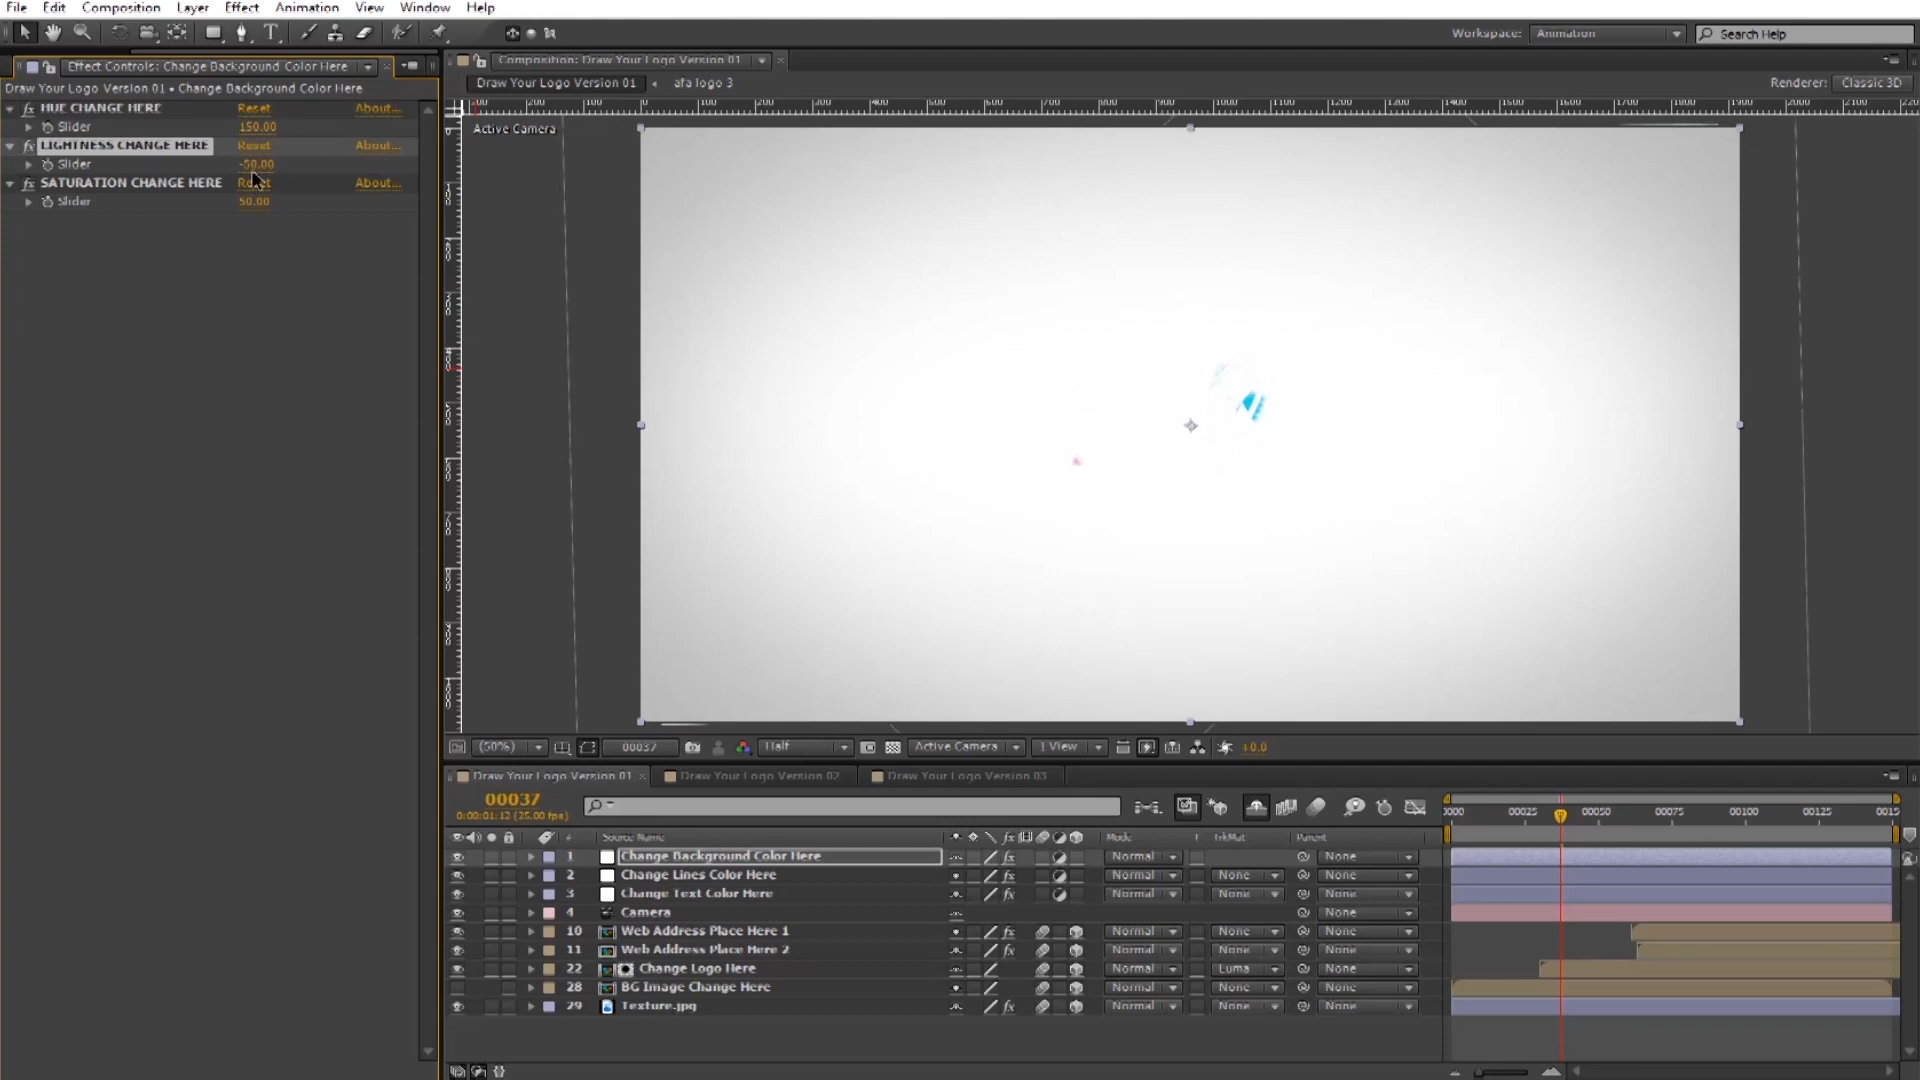 File Edit Composition Layer Effect Animation View Window Help
Workspace: Animation Search Help
Effect Controls: Change Background Color Here
Composition: Draw Your Logo Version 01
Draw Your Logo Version 01 • Change Background Color Here
Draw Your Logo Version 01 afa logo 3 Renderer: Classic 3D
HUE CHANGE HERE Reset About...
Slider 150.00
LIGHTNESS CHANGE HERE Reset About...
Slider -50.00
SATURATION CHANGE HERE About...
Slider 50.00
Active Camera
(50%) 00037 Half Active Camera 1 View +0.0
Draw Your Logo Version 01 Draw Your Logo Version 02 Draw Your Logo Version 03
00037
0:00:01:12 (25.00 fps)
00025 00050 00075 00100 00125 0015
# Source Name Mode T TrkMat Parent
1 Change Background Color Here Normal None
2 Change Lines Color Here Normal None None
3 Change Text Color Here Normal None None
4 Camera None
10 Web Address Place Here 1 Normal None None
11 Web Address Place Here 2 Normal None None
22 Change Logo Here Normal Luma None
28 BG Image Change Here Normal None None
29 Texture.jpg Normal None None